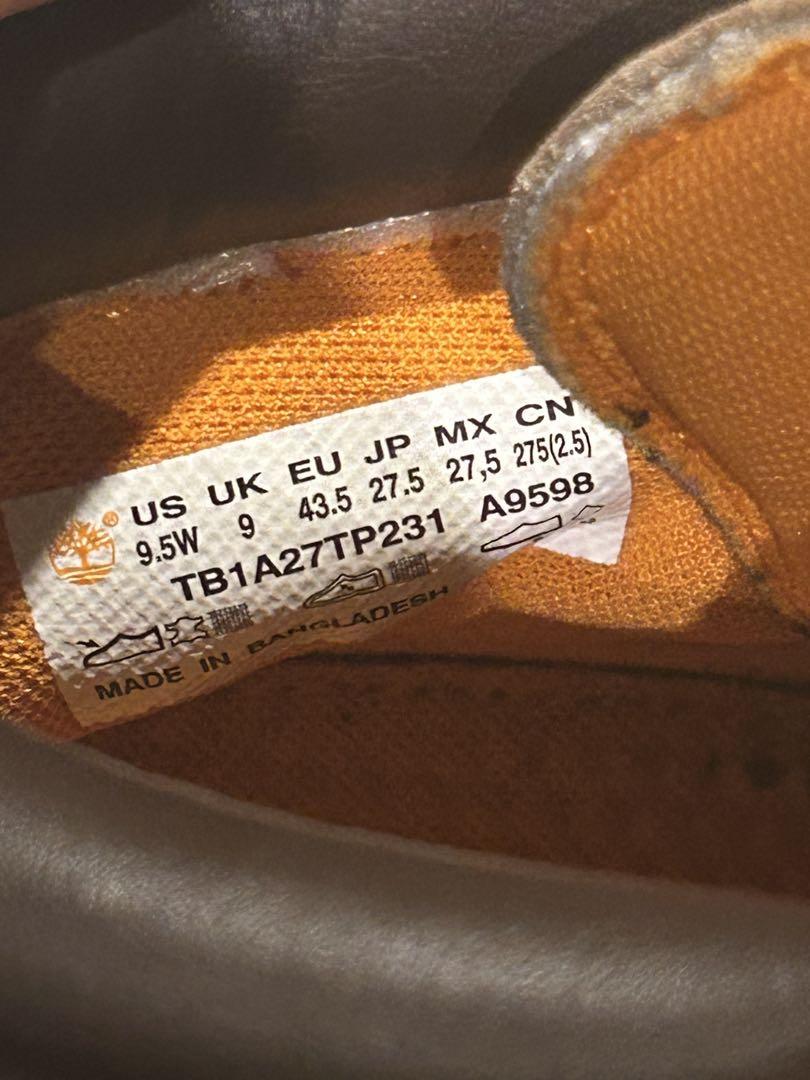 US UK EU JP MX CN
9.5W 9 43.5 27.5 27,5 275(2.5)
TB1A27TP231 A9598
MADE IN BANGLADESH
®